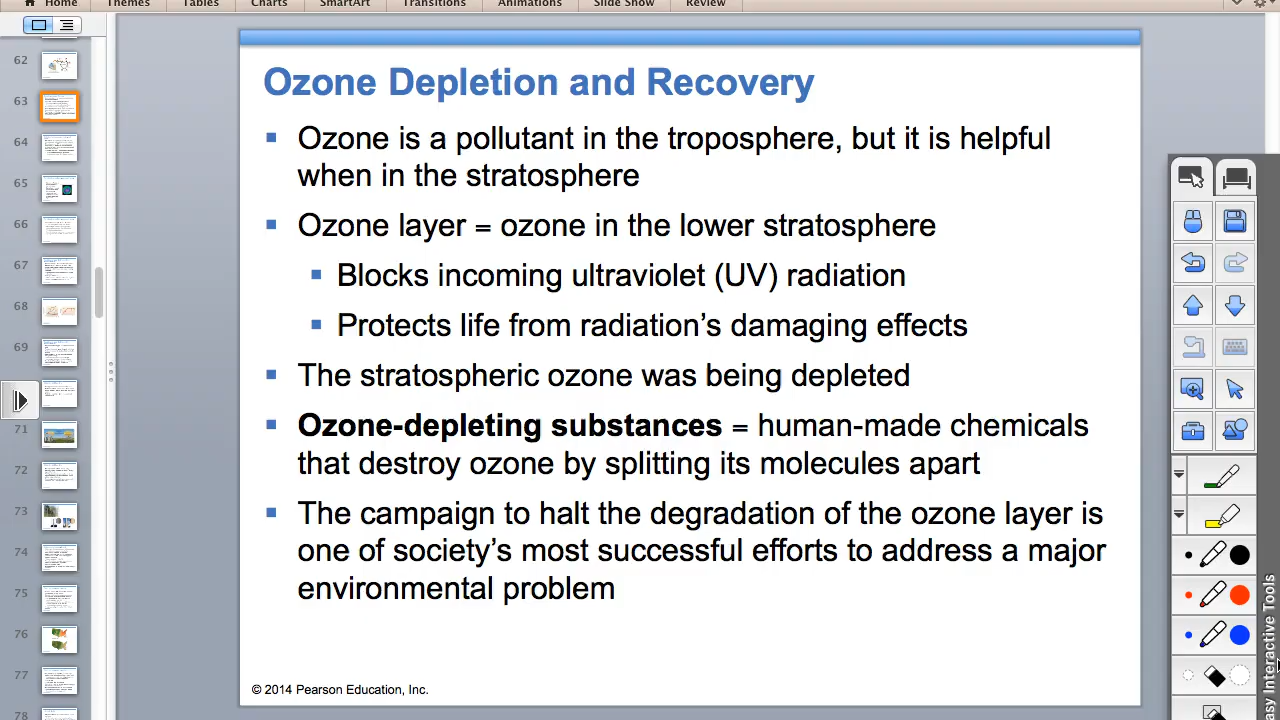 Home Themes Tables Charts SmartArt Transitions Animations Slide Show Review
62
63
64
65
66
67
68
69
71
72
73
74
75
76
77
78
Ozone Depletion and Recovery
Ozone is a pollutant in the troposphere, but it is helpful
when in the stratosphere
Ozone layer = ozone in the lower stratosphere
Blocks incoming ultraviolet (UV) radiation
Protects life from radiation's damaging effects
The stratospheric ozone was being depleted
Ozone-depleting substances = human-made chemicals
that destroy ozone by splitting its molecules apart
The campaign to halt the degradation of the ozone layer is
one of society's most successful efforts to address a major
environmental problem
© 2014 Pearson Education, Inc.
Interactive Tools